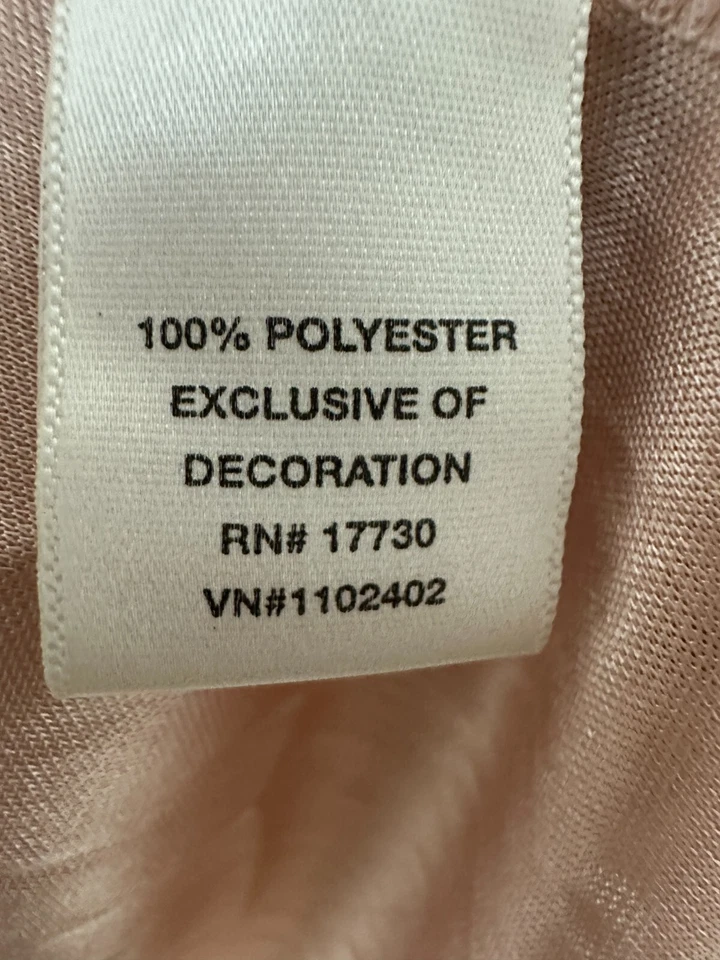 100% POLYESTER
EXCLUSIVE OF
DECORATION
RN# 17730
VN#1102402